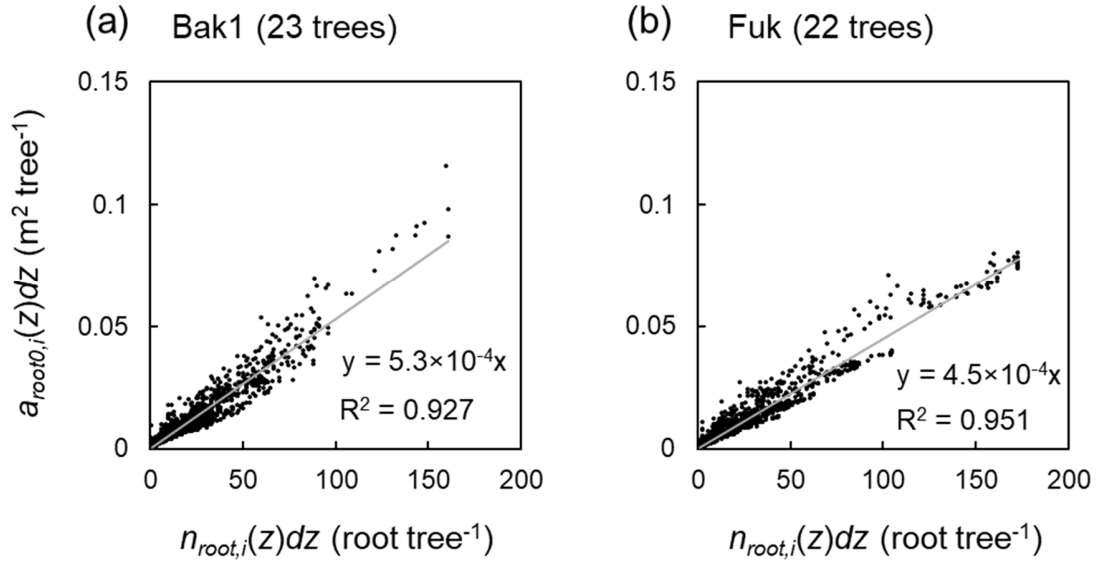 (a) Bak1 (23 trees)
0.15
0.1
0.05
0
a_root0,i(z)dz (m² tree⁻¹)
y = 5.3×10⁻⁴x
R² = 0.927
0 50 100 150 200
n_root,i(z)dz (root tree⁻¹)
(b) Fuk (22 trees)
0.15
0.1
0.05
0
y = 4.5×10⁻⁴x
R² = 0.951
0 50 100 150 200
n_root,i(z)dz (root tree⁻¹)